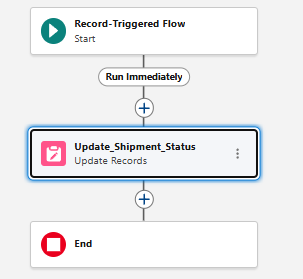 Record-Triggered Flow
Start
Run Immediately
Update_Shipment_Status
Update Records
End